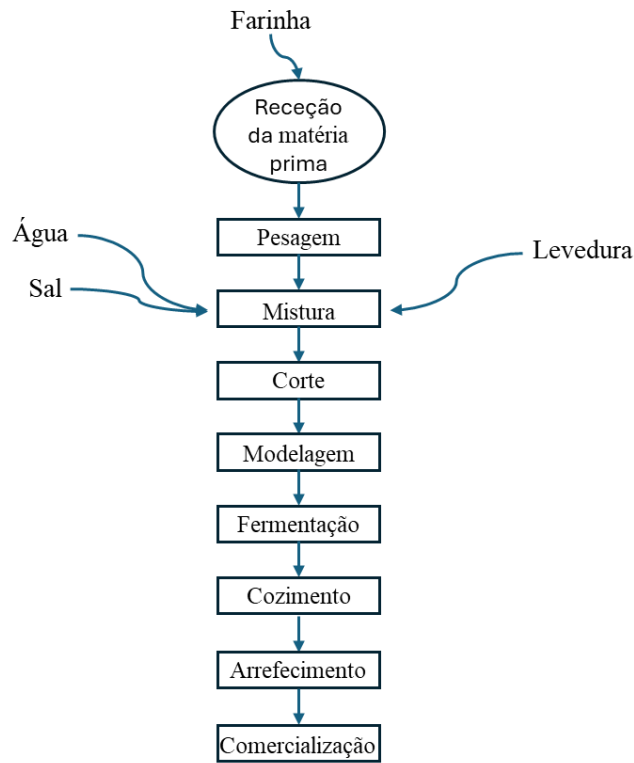 Farinha
Receção
da matéria
prima
Pesagem
Água
Levedura
Sal
Mistura
Corte
Modelagem
Fermentação
Cozimento
Arrefecimento
Comercialização